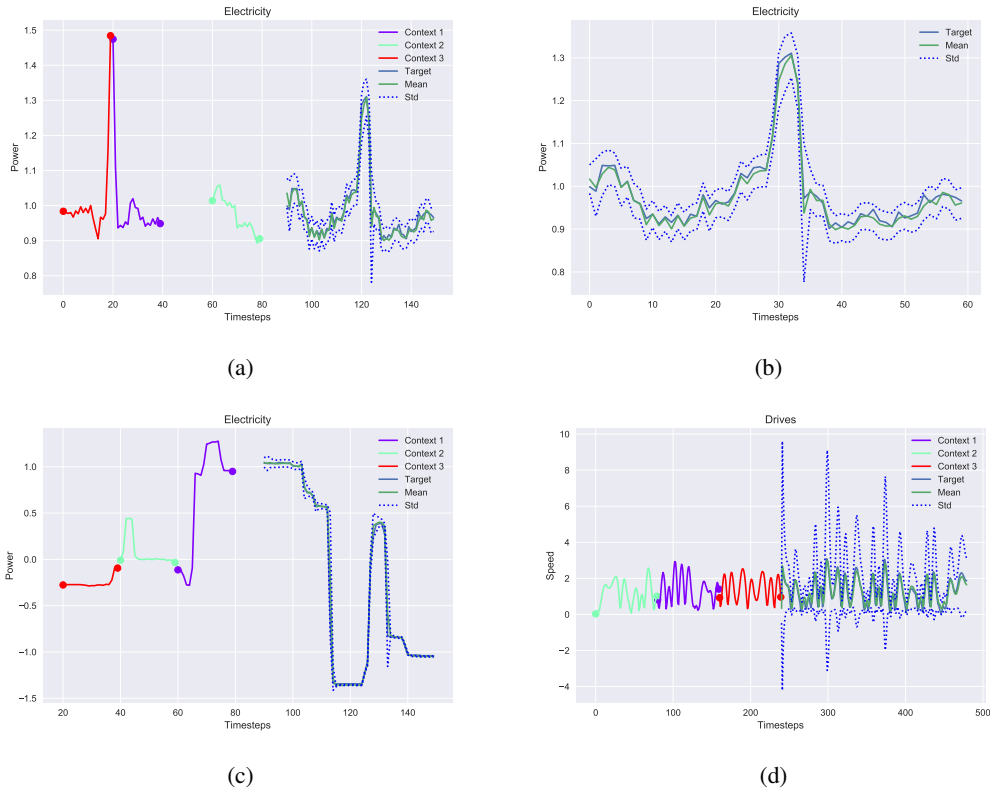 Electricity
1.5
1.4
1.3
1.2
1.1
1.0
0.9
0.8
Power
Context 1
Context 2
Context 3
Target
Mean
Std
0 20 40 60 80 100 120 140
Timesteps
(a)
Electricity
1.3
1.2
1.1
1.0
0.9
0.8
Power
Target
Mean
Std
0 10 20 30 40 50 60
Timesteps
(b)
Electricity
1.0
0.5
0.0
−0.5
−1.0
−1.5
Power
Context 1
Context 2
Context 3
Target
Mean
Std
20 40 60 80 100 120 140
Timesteps
(c)
Drives
10
8
6
4
2
0
−2
−4
Speed
Context 1
Context 2
Context 3
Target
Mean
Std
0 100 200 300 400 500
Timesteps
(d)